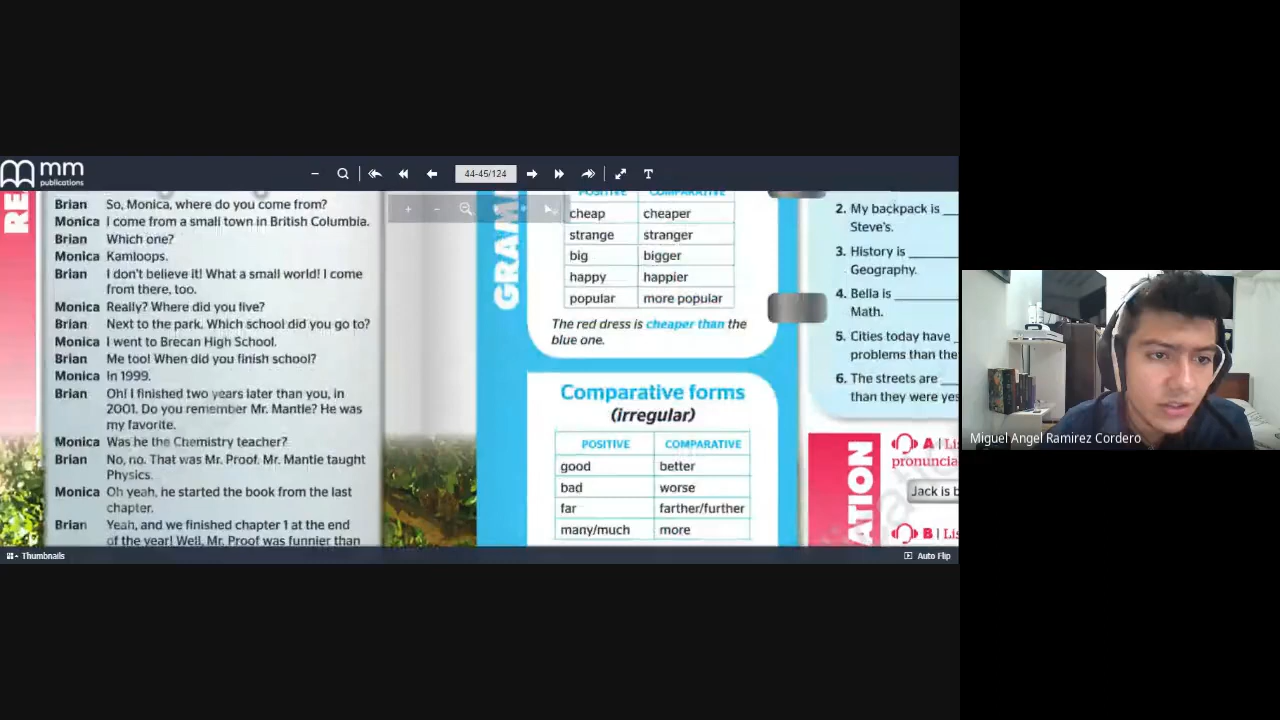 mm
publications
44-45/124
T
RE
Brian So, Monica, where do you come from?
Monica I come from a small town in British Columbia.
Brian Which one?
Monica Kamloops.
Brian I don't believe it! What a small world! I come
from there, too.
Monica Really? Where did you live?
Brian Next to the park. Which school did you go to?
Monica I went to Brecan High School.
Brian Me too! When did you finish school?
Monica In 1999.
Brian Oh! I finished two years later than you, in
2001. Do you remember Mr. Mantle? He was
my favorite.
Monica Was he the Chemistry teacher?
Brian No, no. That was Mr. Proof. Mr. Mantle taught
Physics.
Monica Oh yeah, he started the book from the last
chapter.
Brian Yeah, and we finished chapter 1 at the end
of the year! Well, Mr. Proof was funnier than
GRAM
POSITIVE COMPARATIVE
cheap cheaper
strange stranger
big bigger
happy happier
popular more popular
The red dress is cheaper than the
blue one.
Comparative forms
(irregular)
POSITIVE COMPARATIVE
good better
bad worse
far farther/further
many/much more
2. My backpack is
Steve's.
3. History is
Geography.
4. Bella is
Math.
5. Cities today have
problems than the
6. The streets are
than they were yes
ATION
A | Lis
pronuncia
Jack is b
B | Lis
Thumbnails
Auto Flip
Miguel Angel Ramirez Cordero